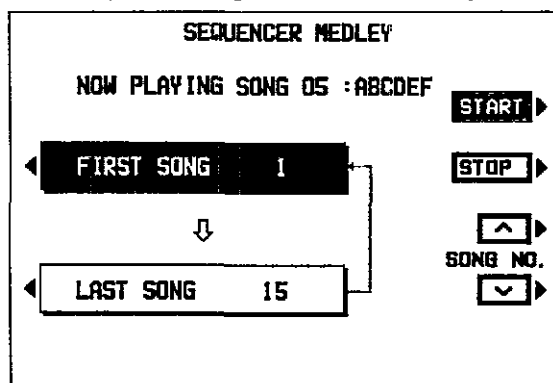 SEQUENCER MEDLEY
NOW PLAYING SONG 05 :ABCDEF
START
FIRST SONG 1
STOP
SONG NO.
LAST SONG 15